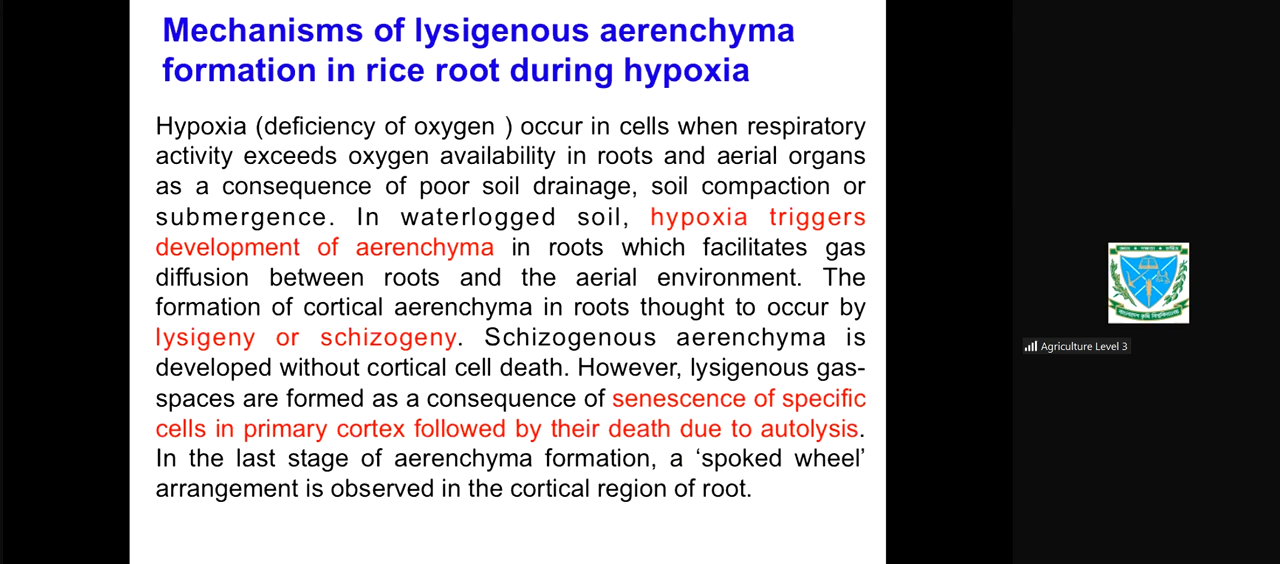 Mechanisms of lysigenous aerenchyma
formation in rice root during hypoxia
Hypoxia (deficiency of oxygen ) occur in cells when respiratory
activity exceeds oxygen availability in roots and aerial organs
as a consequence of poor soil drainage, soil compaction or
submergence. In waterlogged soil, hypoxia triggers
development of aerenchyma in roots which facilitates gas
diffusion between roots and the aerial environment. The
formation of cortical aerenchyma in roots thought to occur by
lysigeny or schizogeny. Schizogenous aerenchyma is
developed without cortical cell death. However, lysigenous gas-
spaces are formed as a consequence of senescence of specific
cells in primary cortex followed by their death due to autolysis.
In the last stage of aerenchyma formation, a ‘spoked wheel’
arrangement is observed in the cortical region of root.
Agriculture Level 3